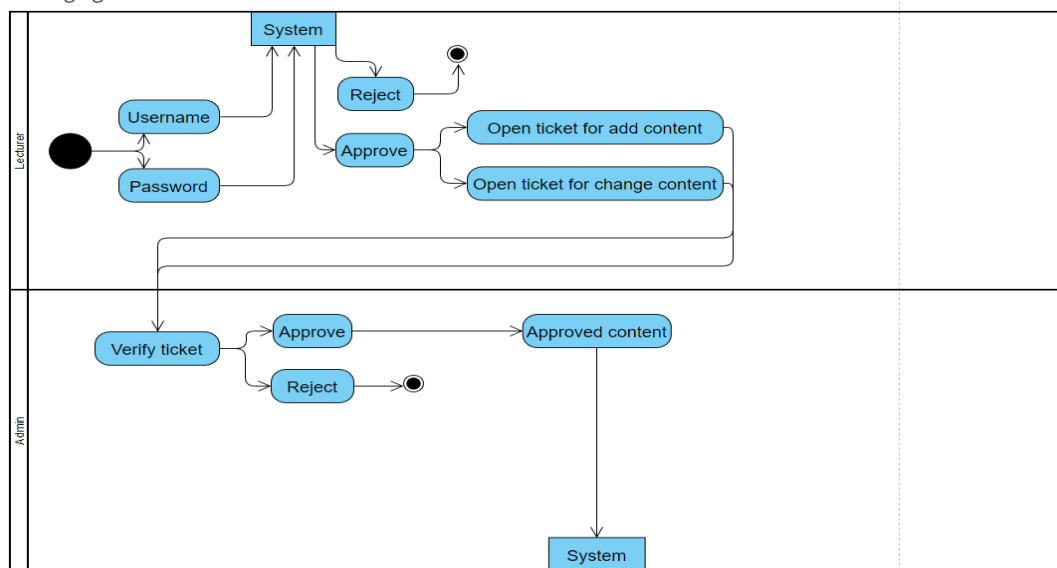 System
Reject
Username
Approve
Open ticket for add content
Password
Open ticket for change content
Lecturer
Verify ticket
Approve
Approved content
Reject
Admin
System